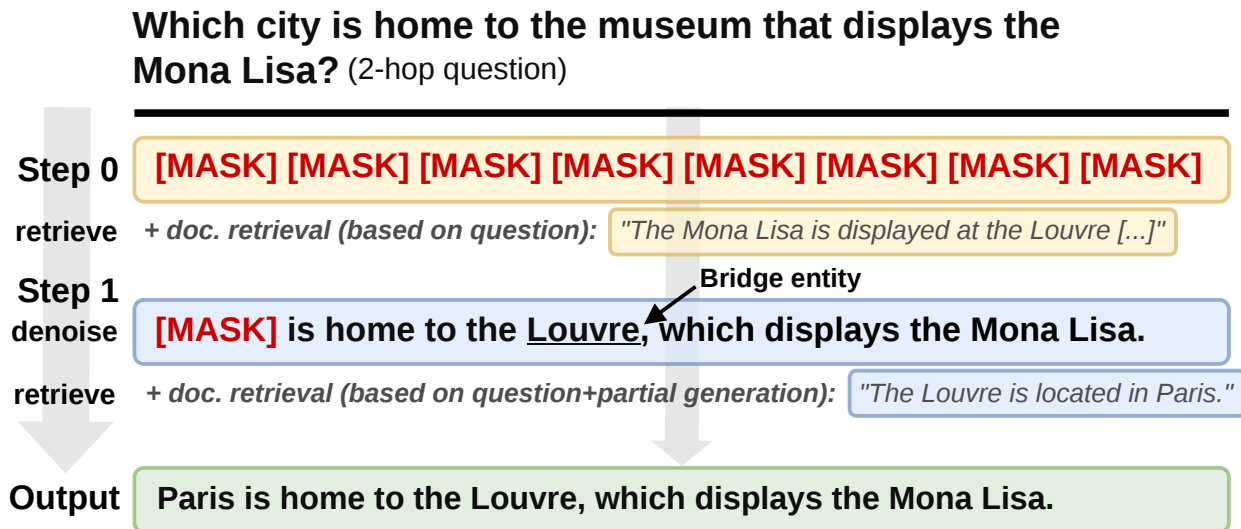 Which city is home to the museum that displays the
Mona Lisa? (2-hop question)
Step 0 [MASK] [MASK] [MASK] [MASK] [MASK] [MASK] [MASK] [MASK]
retrieve + doc. retrieval (based on question): "The Mona Lisa is displayed at the Louvre [...]"
Step 1
Bridge entity
denoise [MASK] is home to the Louvre, which displays the Mona Lisa.
retrieve + doc. retrieval (based on question+partial generation): "The Louvre is located in Paris."
Output Paris is home to the Louvre, which displays the Mona Lisa.